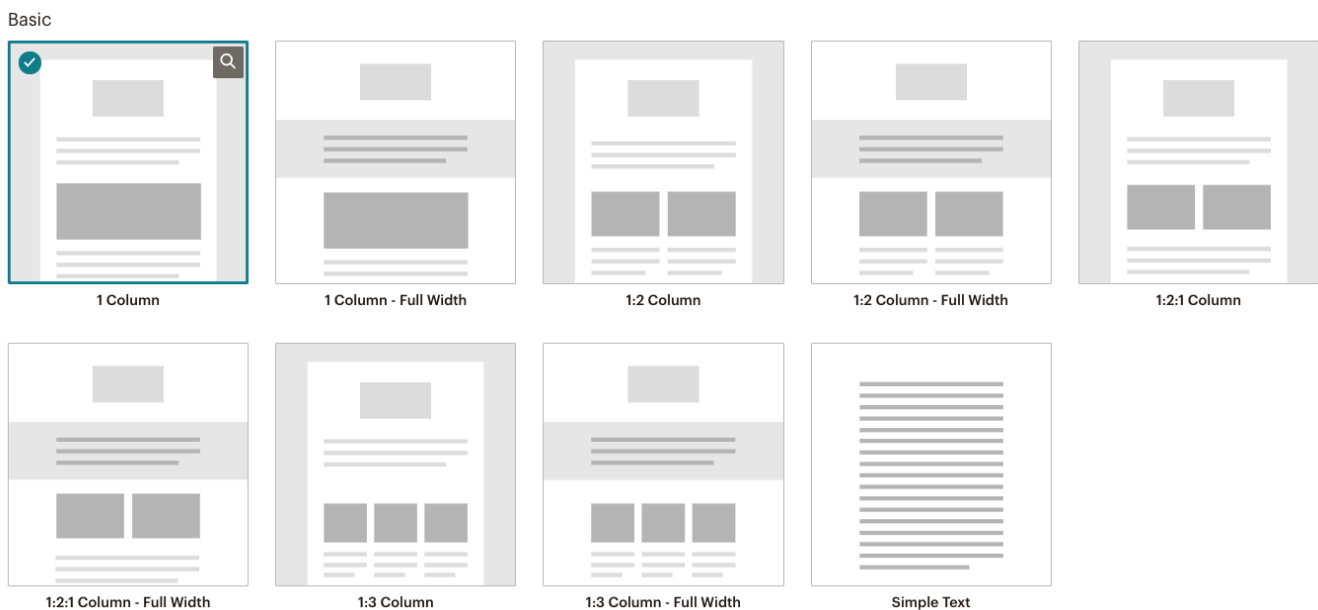 Basic
1 Column
1 Column - Full Width
1:2 Column
1:2 Column - Full Width
1:2:1 Column
1:2:1 Column - Full Width
1:3 Column
1:3 Column - Full Width
Simple Text